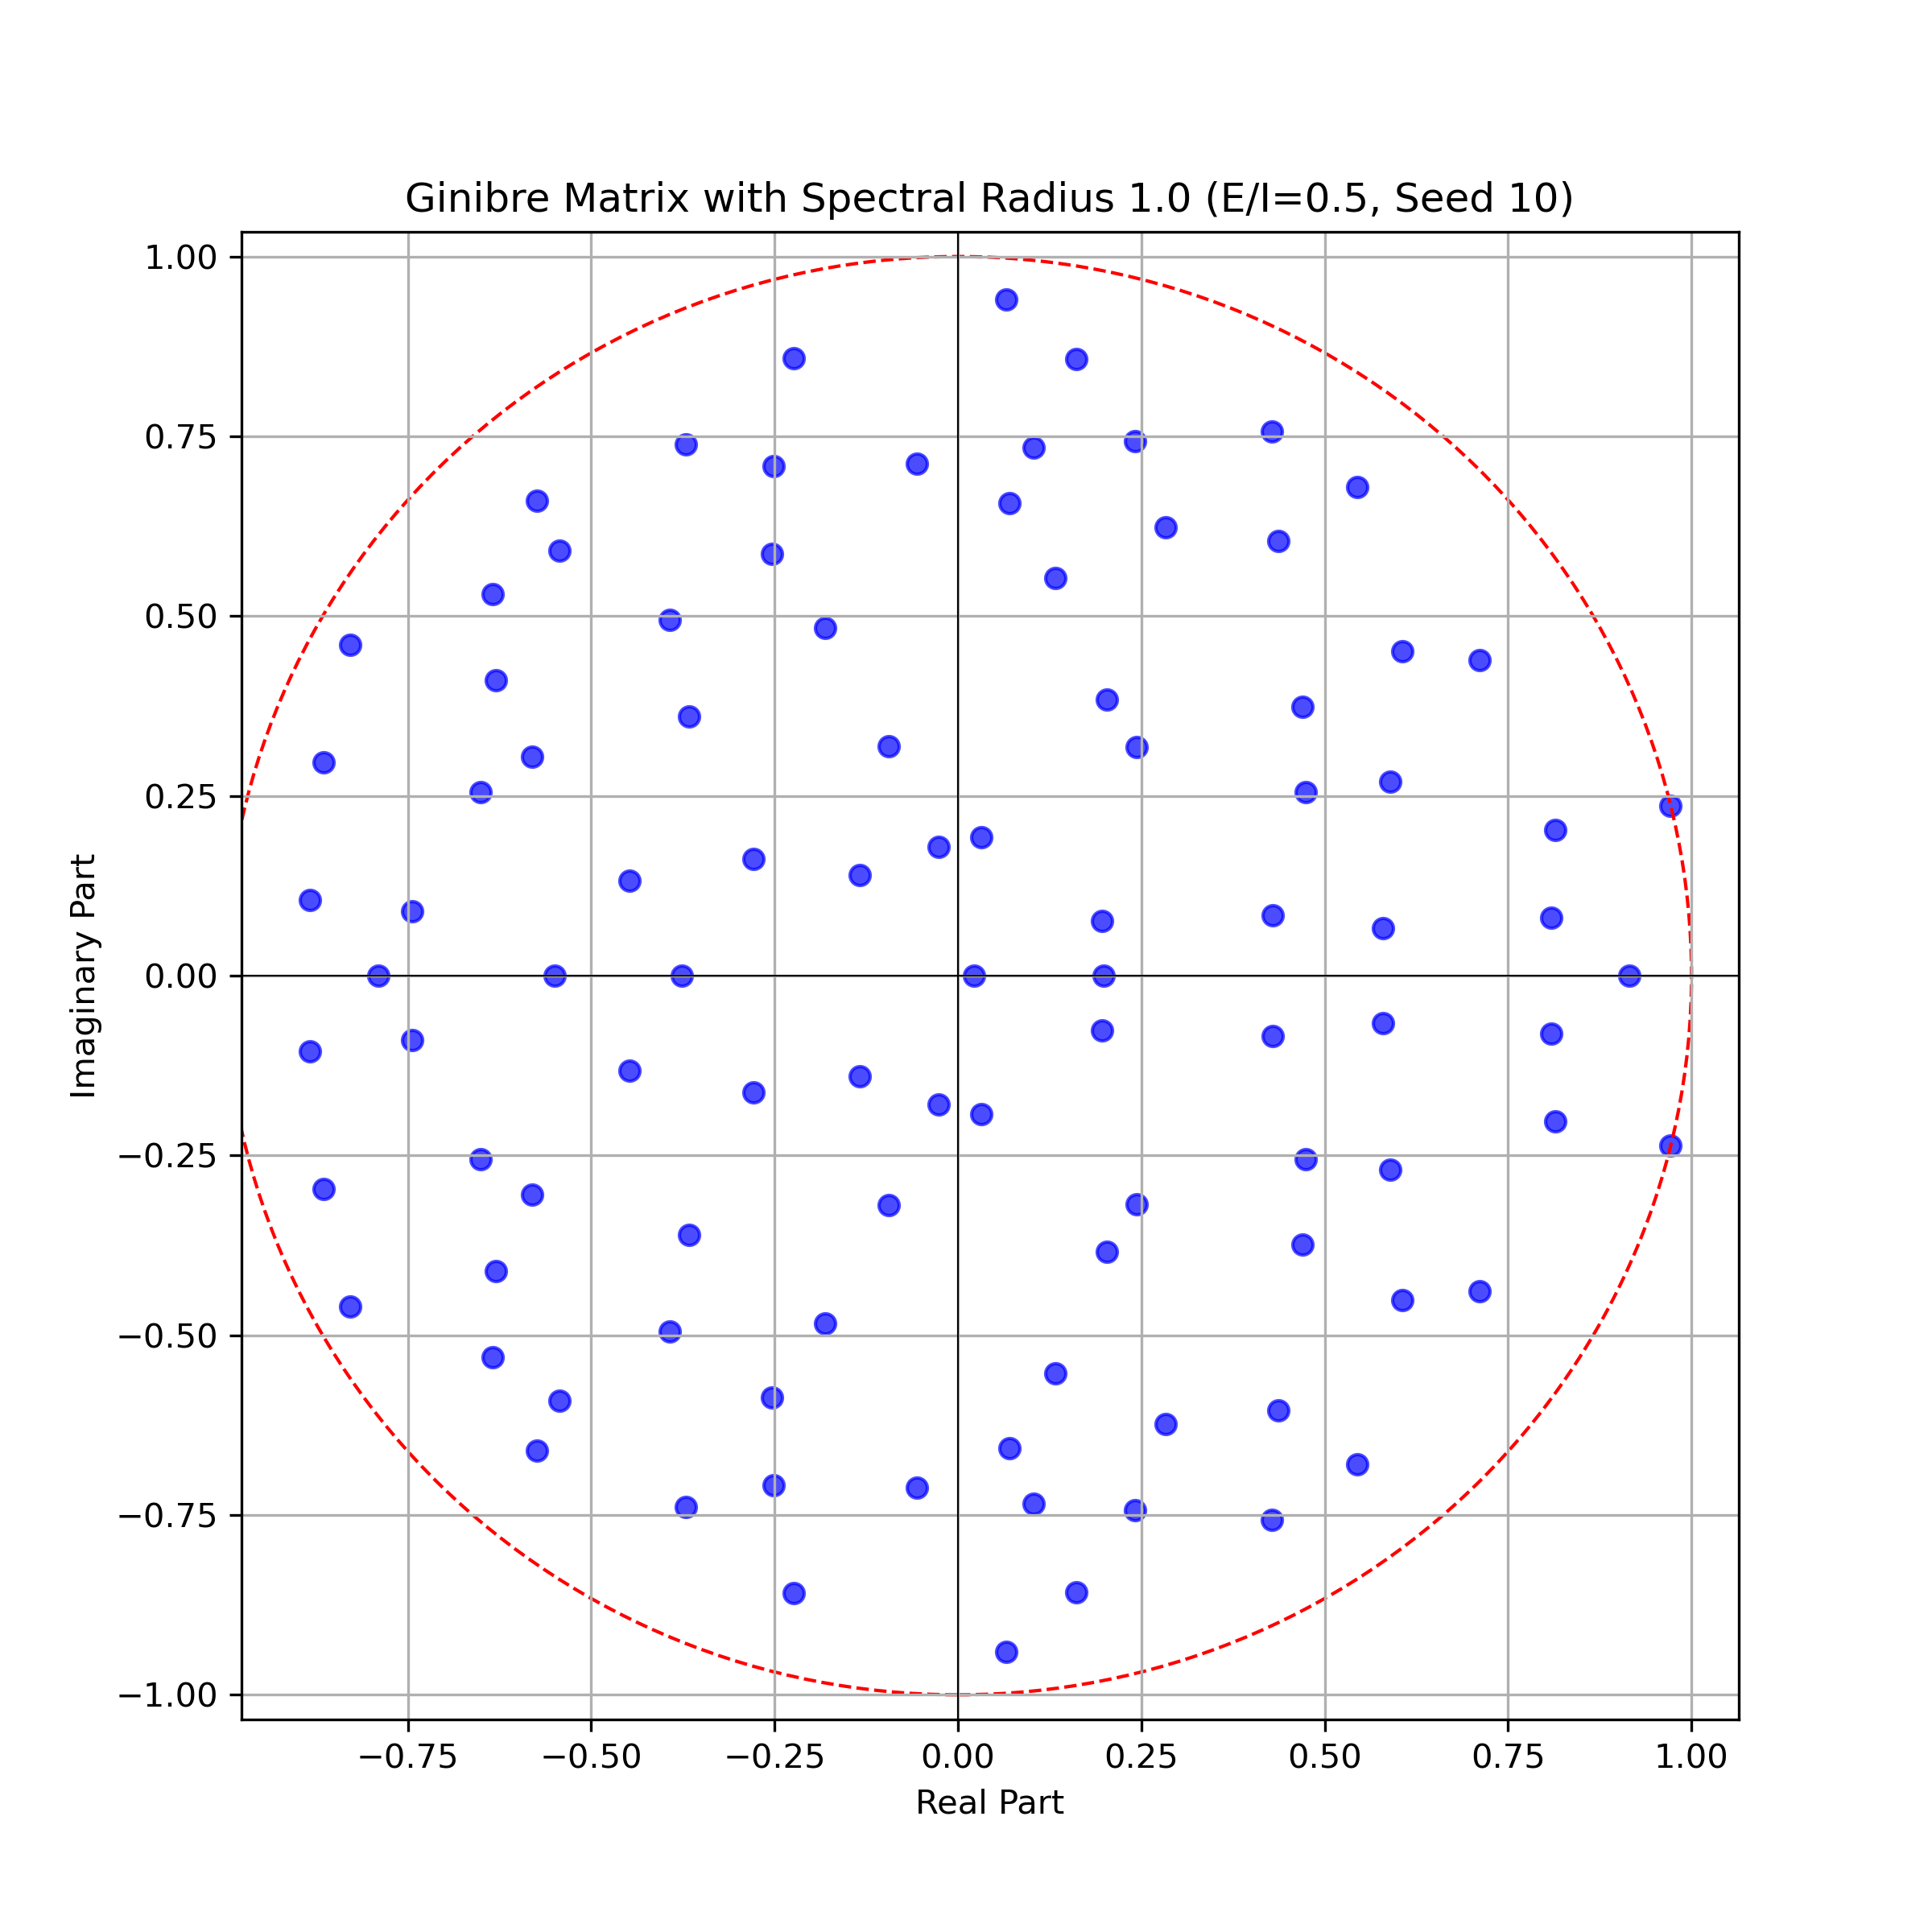 Ginibre Matrix with Spectral Radius 1.0 (E/I=0.5, Seed 10)
1.00
0.75
0.50
0.25
0.00
−0.25
−0.50
−0.75
−1.00
Imaginary Part
−0.75 −0.50 −0.25 0.00 0.25 0.50 0.75 1.00
Real Part